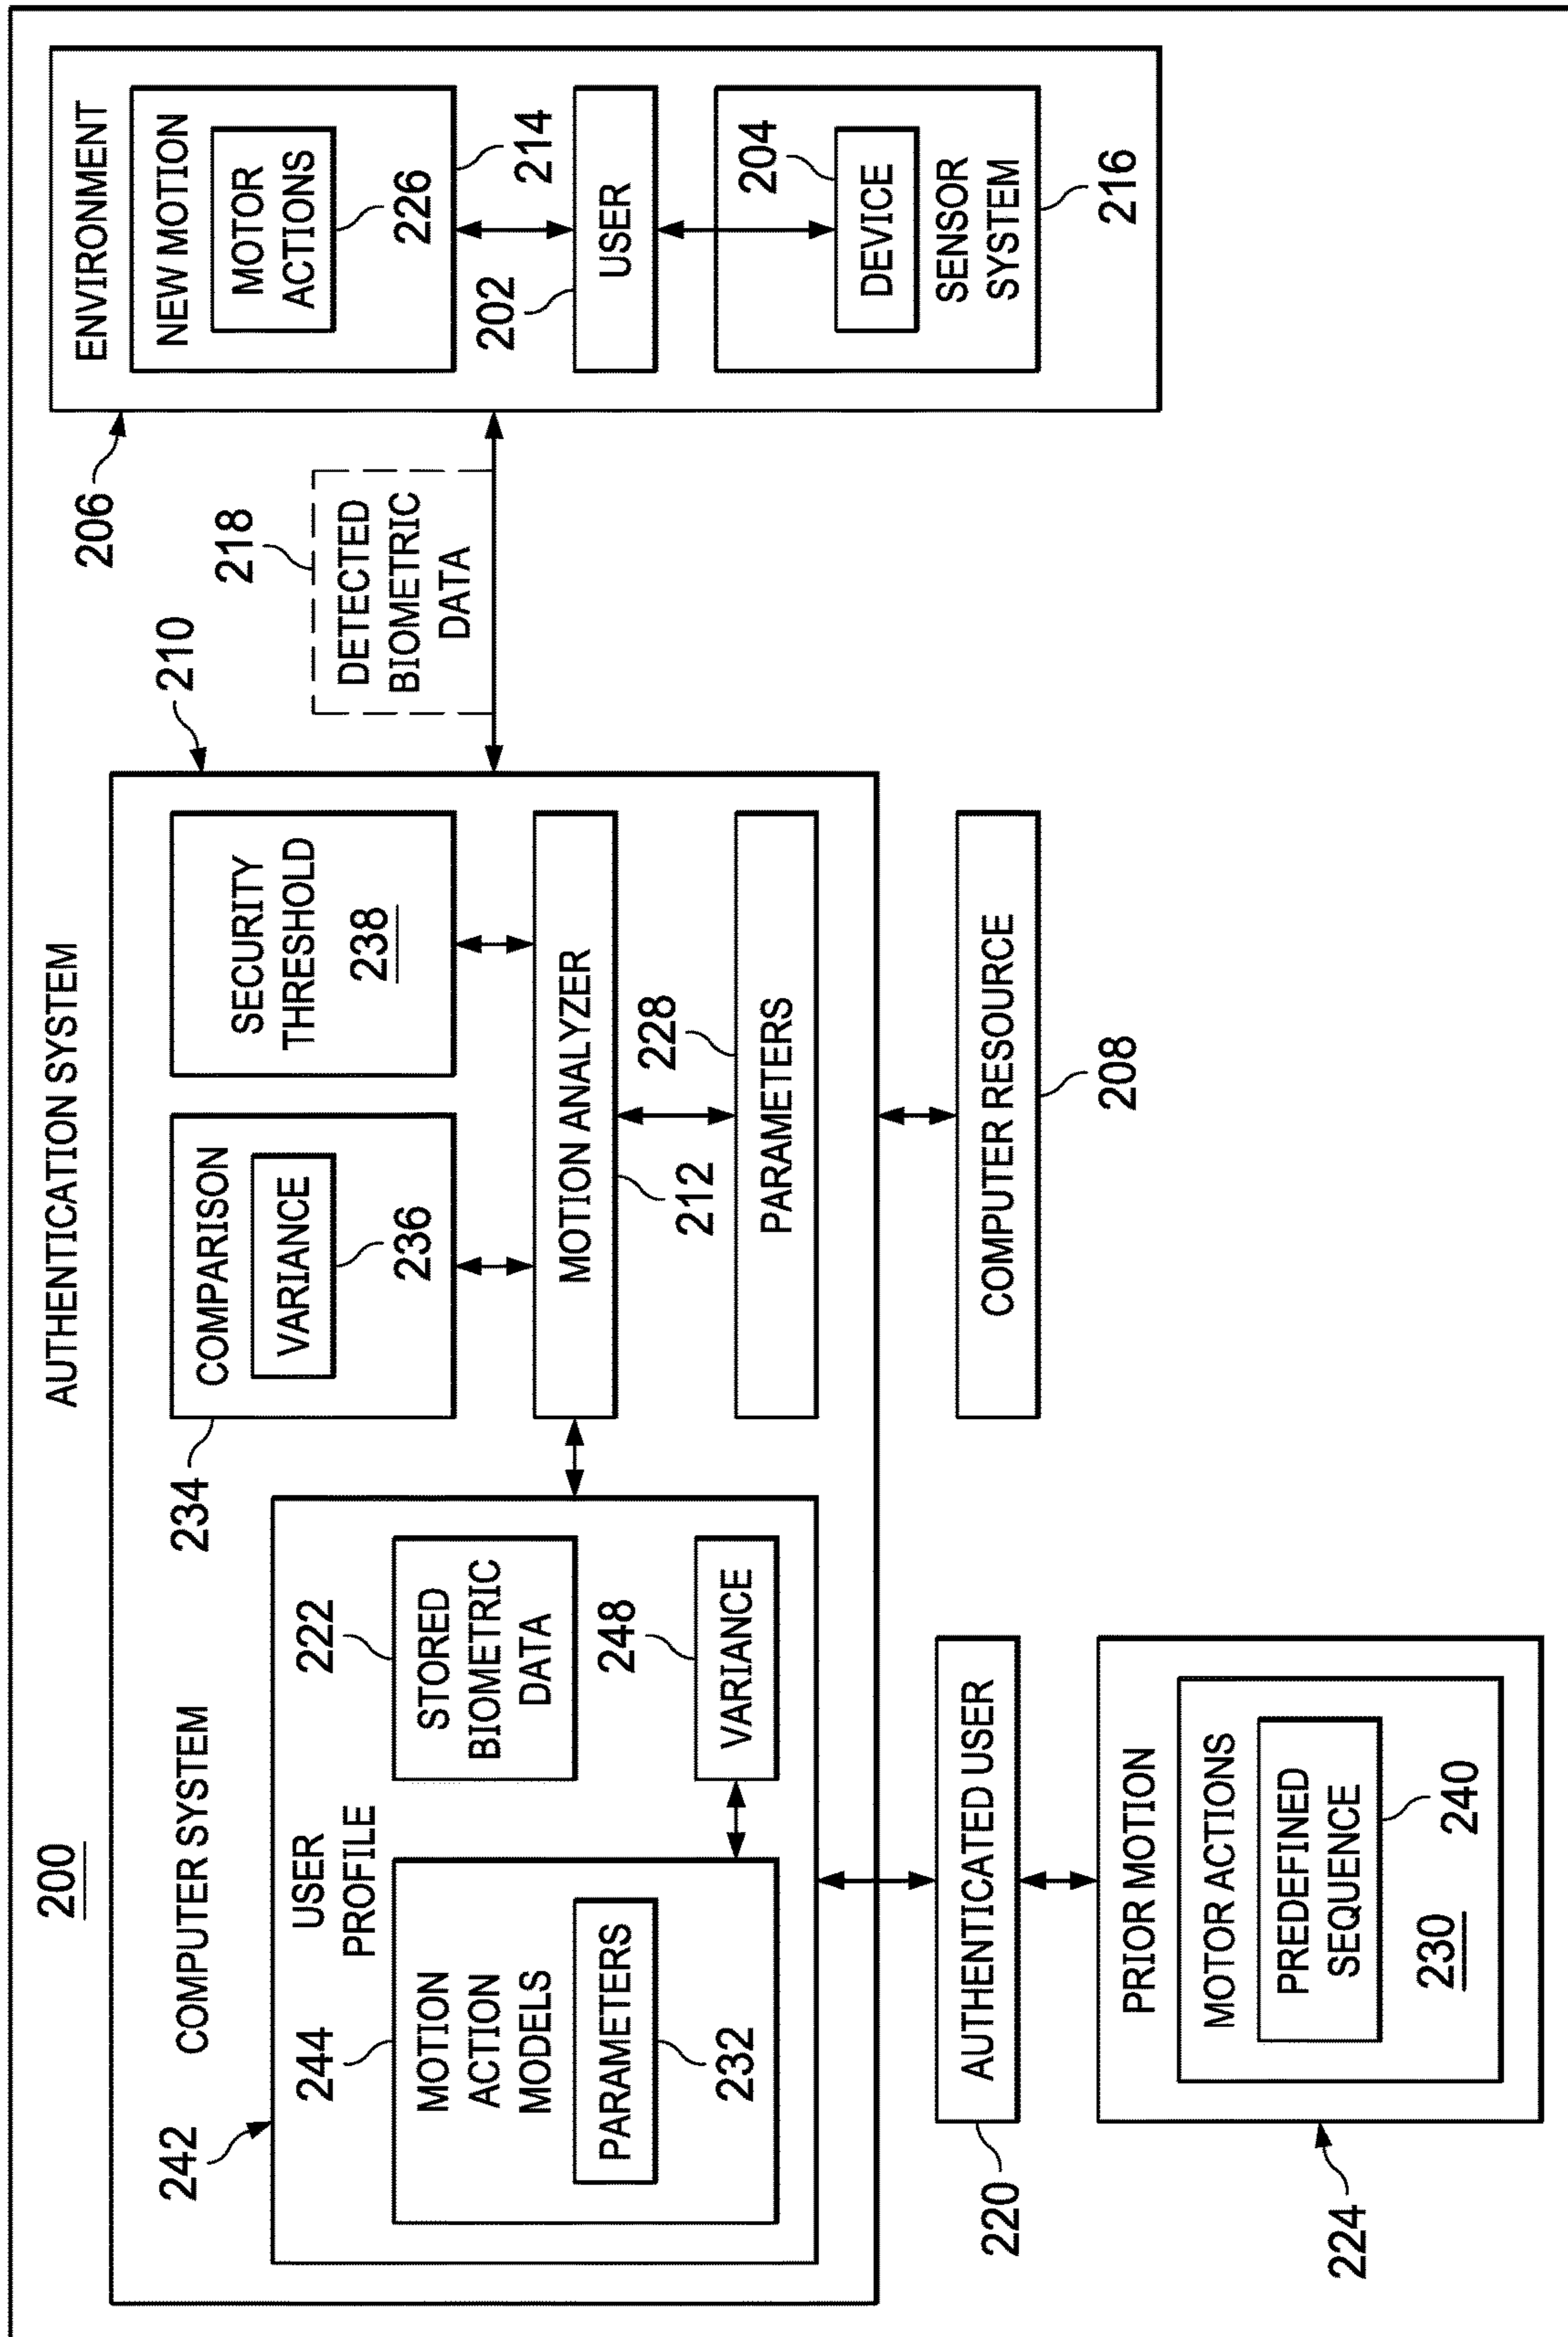 200
AUTHENTICATION SYSTEM
COMPUTER SYSTEM
210
242
USER
PROFILE
244
MOTION
ACTION
MODELS
PARAMETERS
232
222
STORED
BIOMETRIC
DATA
248
VARIANCE
234
COMPARISON
VARIANCE
236
SECURITY
THRESHOLD
238
MOTION ANALYZER
212
228
PARAMETERS
218
DETECTED
BIOMETRIC
DATA
206
ENVIRONMENT
NEW MOTION
MOTOR
ACTIONS
226
214
202
USER
204
DEVICE
SENSOR
SYSTEM
216
COMPUTER RESOURCE
208
AUTHENTICATED USER
220
PRIOR MOTION
MOTOR ACTIONS
PREDEFINED
SEQUENCE
230
240
224